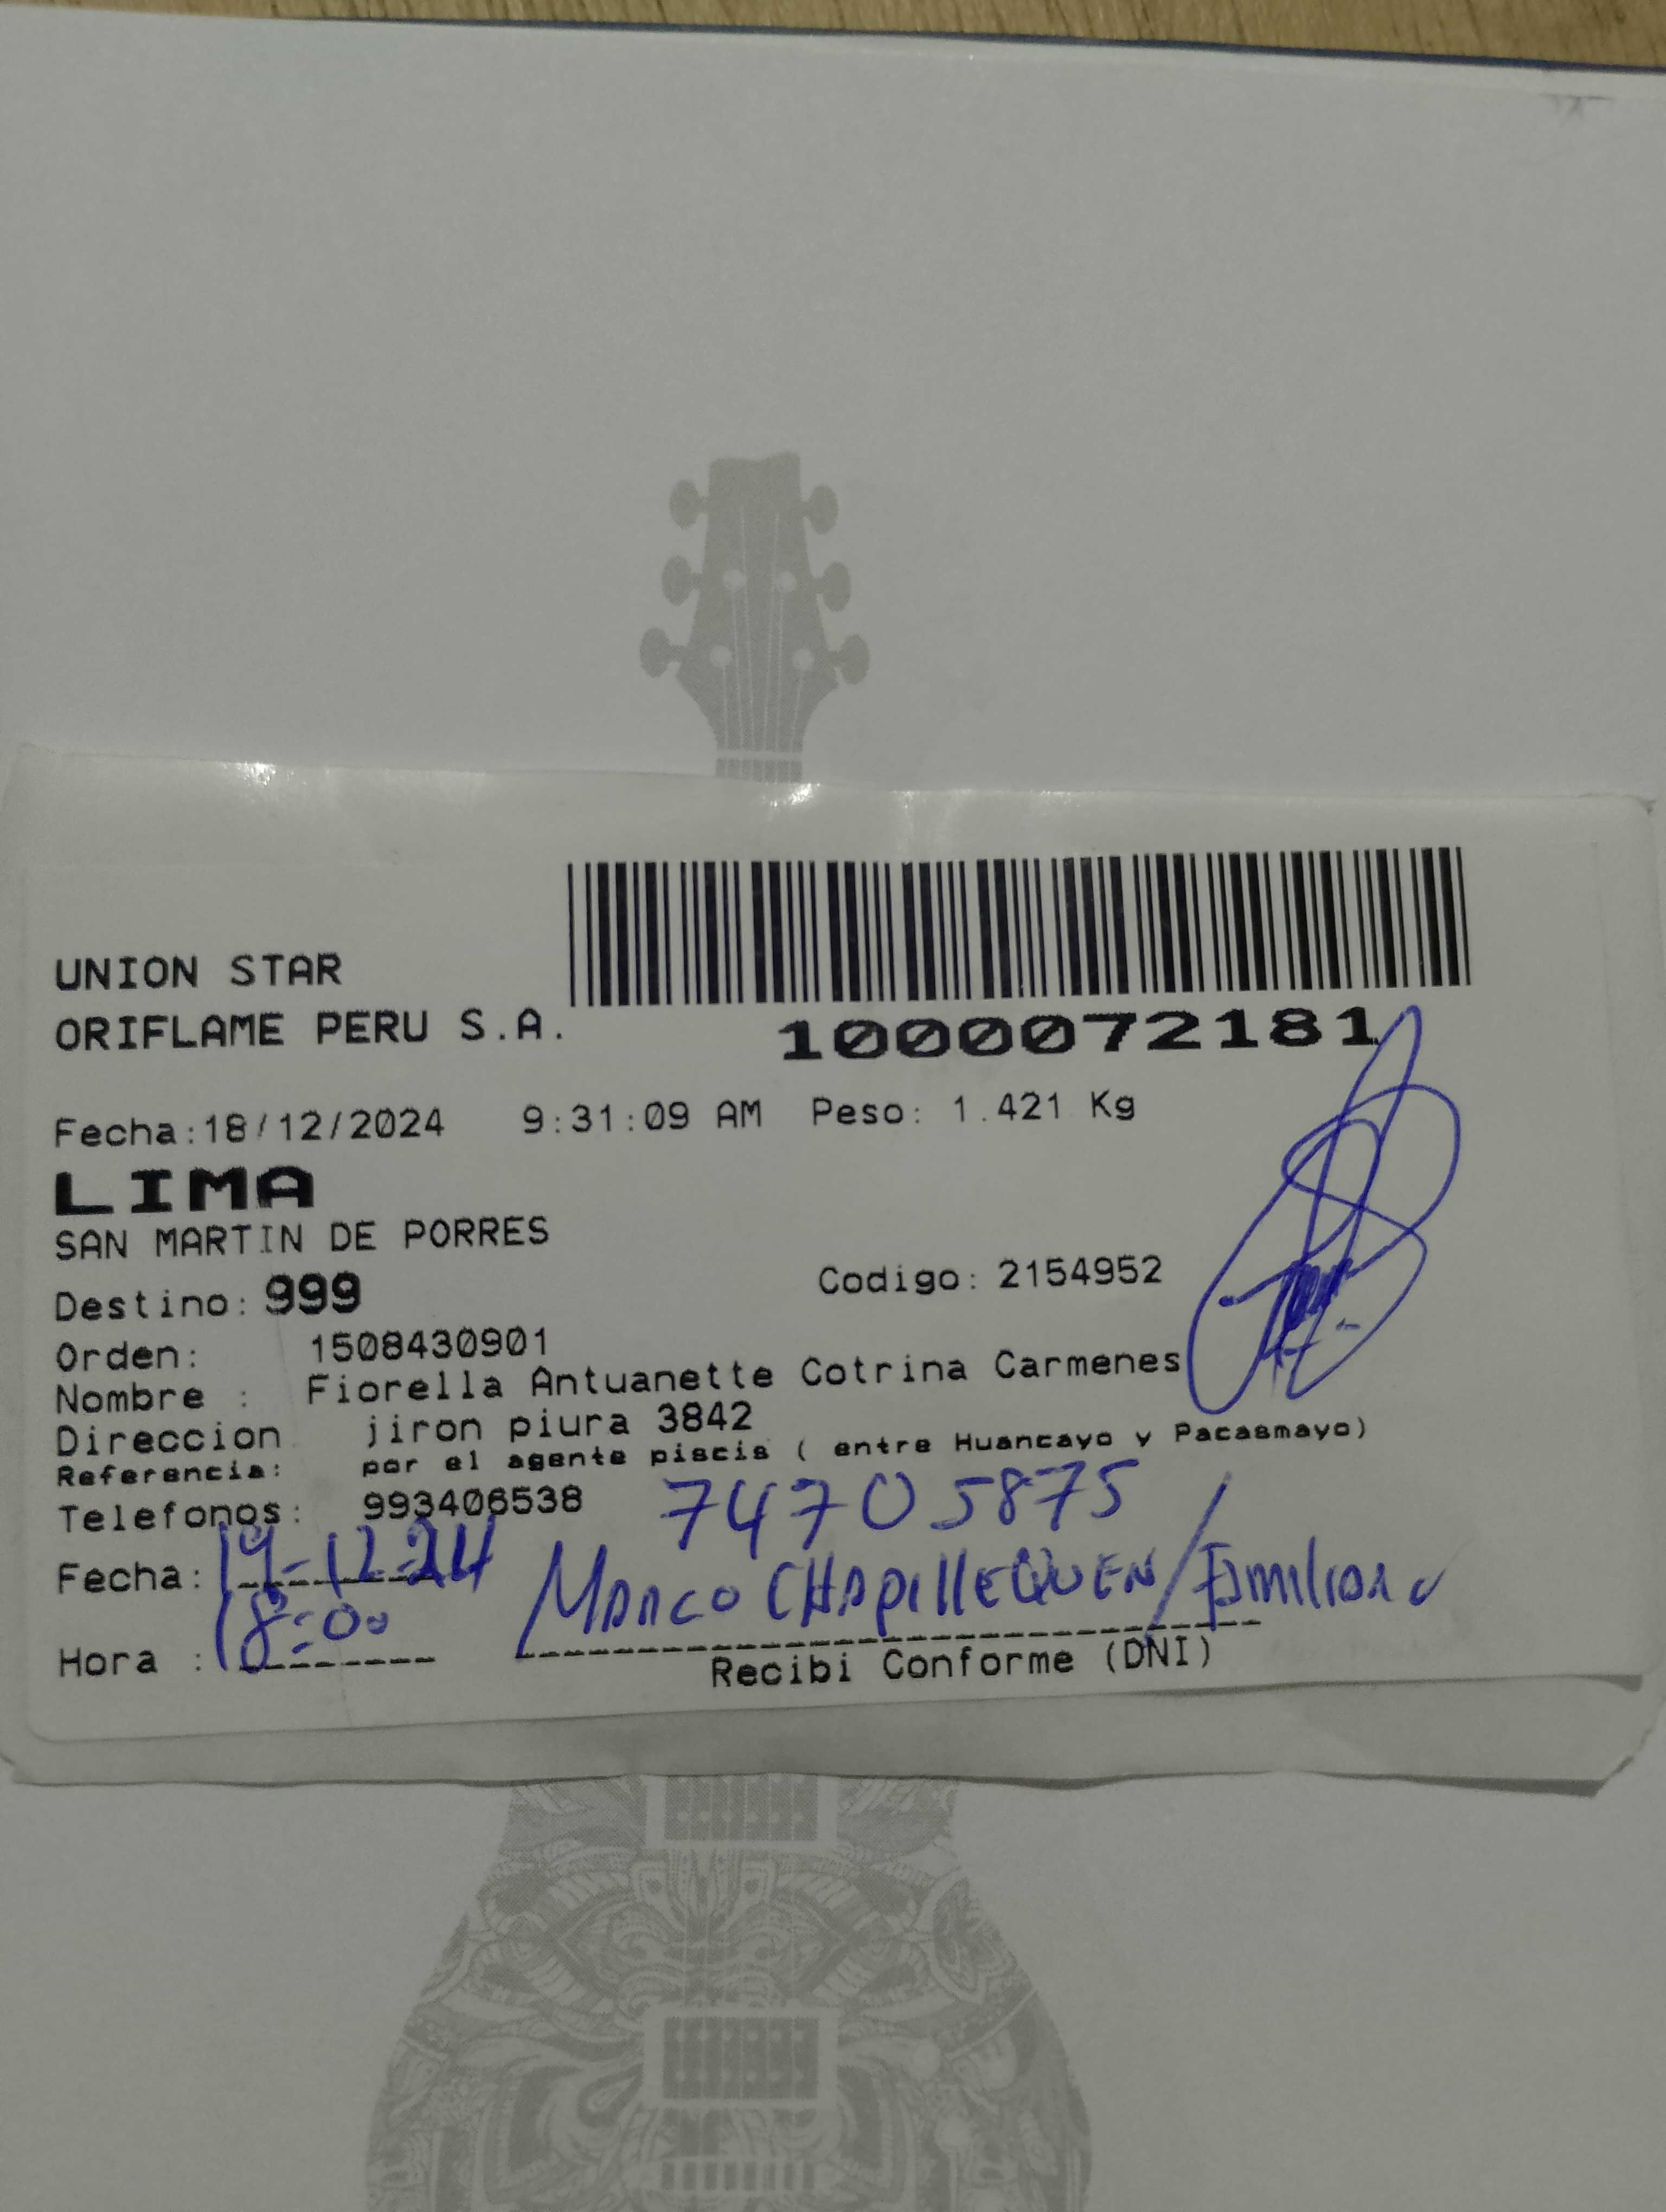 UNION STAR
ORIFLAME PERU S.A.
1000072181
Fecha:18/12/2024 9:31:09 AM Peso: 1.421 Kg
LIMA
SAN MARTIN DE PORRES
Destino: 999 Codigo: 2154952
Orden: 1508430901
Nombre : Fiorella Antuanette Cotrina Carmenes
Direccion jiron piura 3842
Referencia: por el agente piscis ( entre Huancayo y Pacasmayo)
Telefonos: 993406538 74705875
Fecha: 19-12-24 Marco CHApilleQUEN/Familiar
Hora : 18:00
Recibi Conforme (DNI)